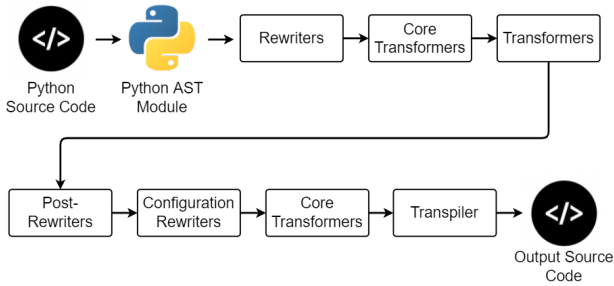 </>
Python
Source Code
Python AST
Module
Rewriters
Core
Transformers
Transformers
Post-
Rewriters
Configuration
Rewriters
Core
Transformers
Transpiler
</>
Output Source
Code